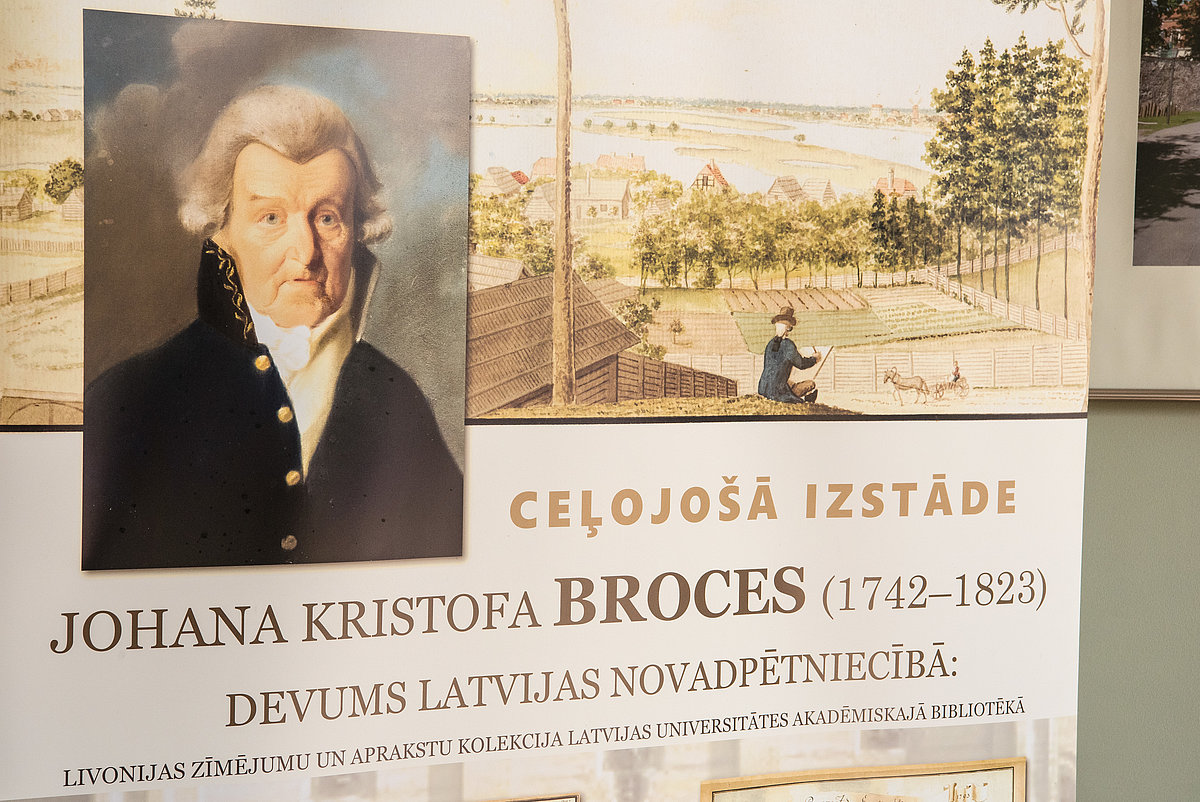 CEĻOJOŠĀ IZSTĀDE
JOHANA KRISTOFA BROCES (1742–1823)
DEVUMS LATVIJAS NOVADPĒTNIECĪBĀ:
LIVONIJAS ZĪMĒJUMU UN APRAKSTU KOLEKCIJA LATVIJAS UNIVERSITĀTES AKADĒMISKAJĀ BIBLIOTĒKĀ